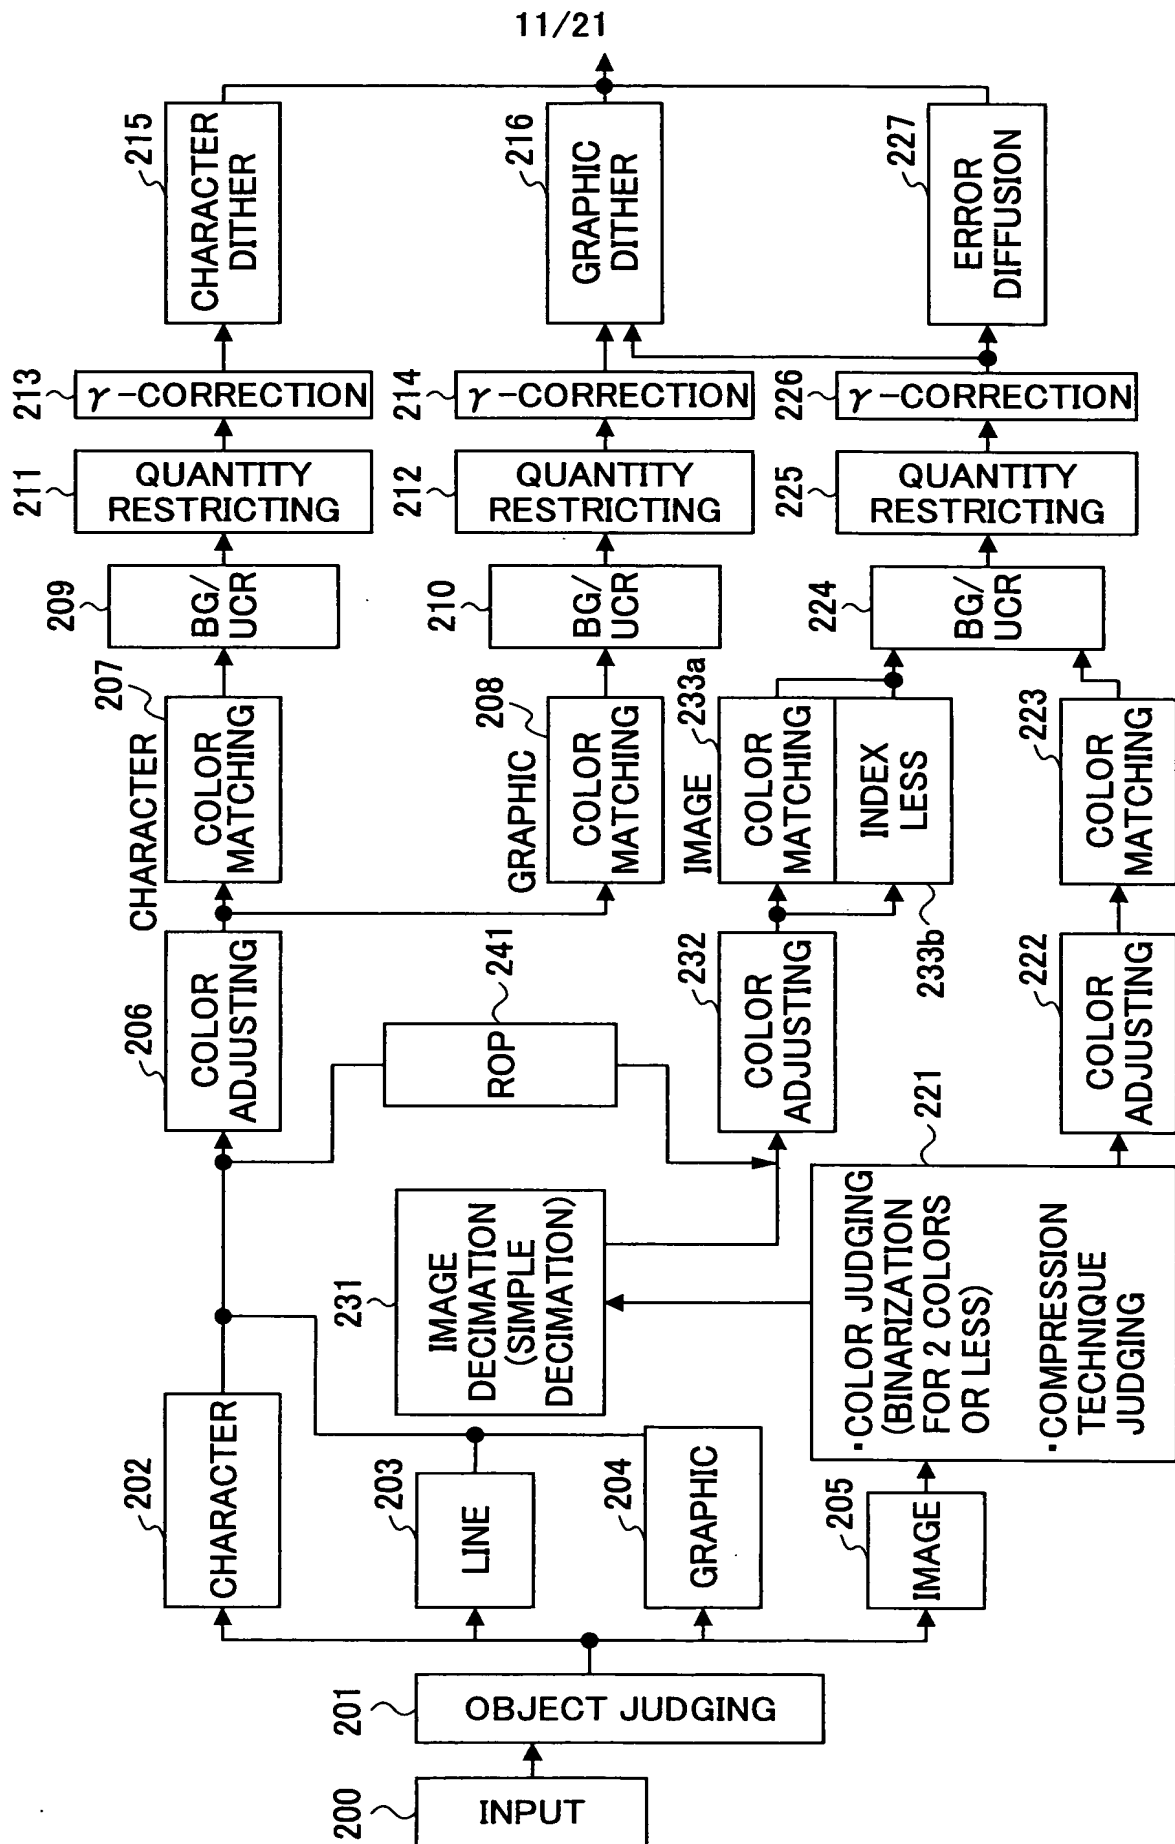 200
INPUT
201
OBJECT JUDGING
202
CHARACTER
203
LINE
204
GRAPHIC
205
IMAGE
231
IMAGE
DECIMATION
(SIMPLE
DECIMATION)
221
・COLOR JUDGING
(BINARIZATION
FOR 2 COLORS
OR LESS)
・COMPRESSION
TECHNIQUE
JUDGING
241
ROP
206
COLOR
ADJUSTING
232
COLOR
ADJUSTING
222
COLOR
ADJUSTING
CHARACTER
207
COLOR
MATCHING
GRAPHIC
208
COLOR
MATCHING
IMAGE
233a
COLOR
MATCHING
INDEX
LESS
233b
223
COLOR
MATCHING
209
BG/
UCR
210
BG/
UCR
224
BG/
UCR
211
QUANTITY
RESTRICTING
212
QUANTITY
RESTRICTING
225
QUANTITY
RESTRICTING
213
γ-CORRECTION
214
γ-CORRECTION
226
γ-CORRECTION
215
CHARACTER
DITHER
216
GRAPHIC
DITHER
227
ERROR
DIFFUSION
11/21